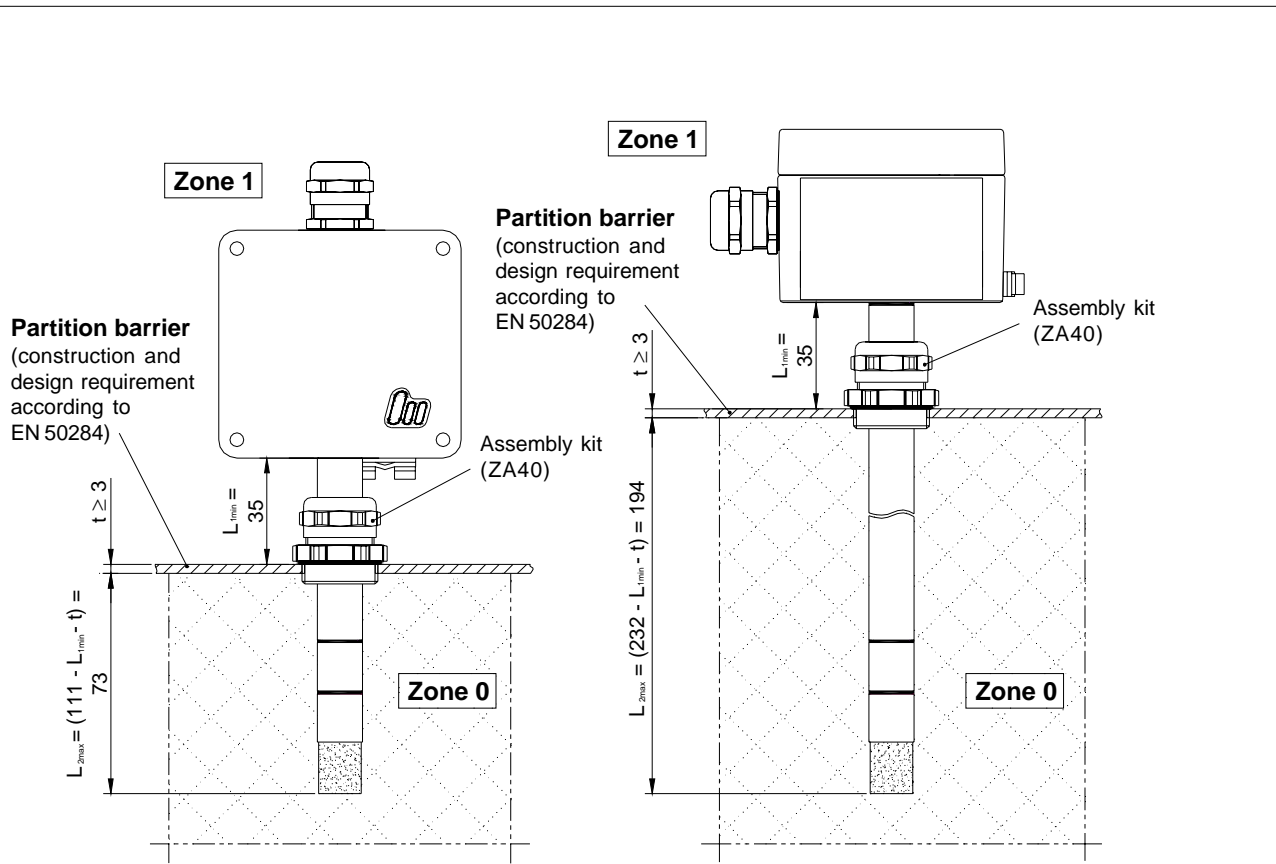 Zone 1
Partition barrier
(construction and
design requirement
according to
EN 50284)
t ≥ 3
L1min =
35
Assembly kit
(ZA40)
L2max = (111 - L1min - t) =
73
Zone 0
Zone 1
Partition barrier
(construction and
design requirement
according to
EN 50284)
t ≥ 3
L1min =
35
Assembly kit
(ZA40)
L2max = (232 - L1min - t) = 194
Zone 0